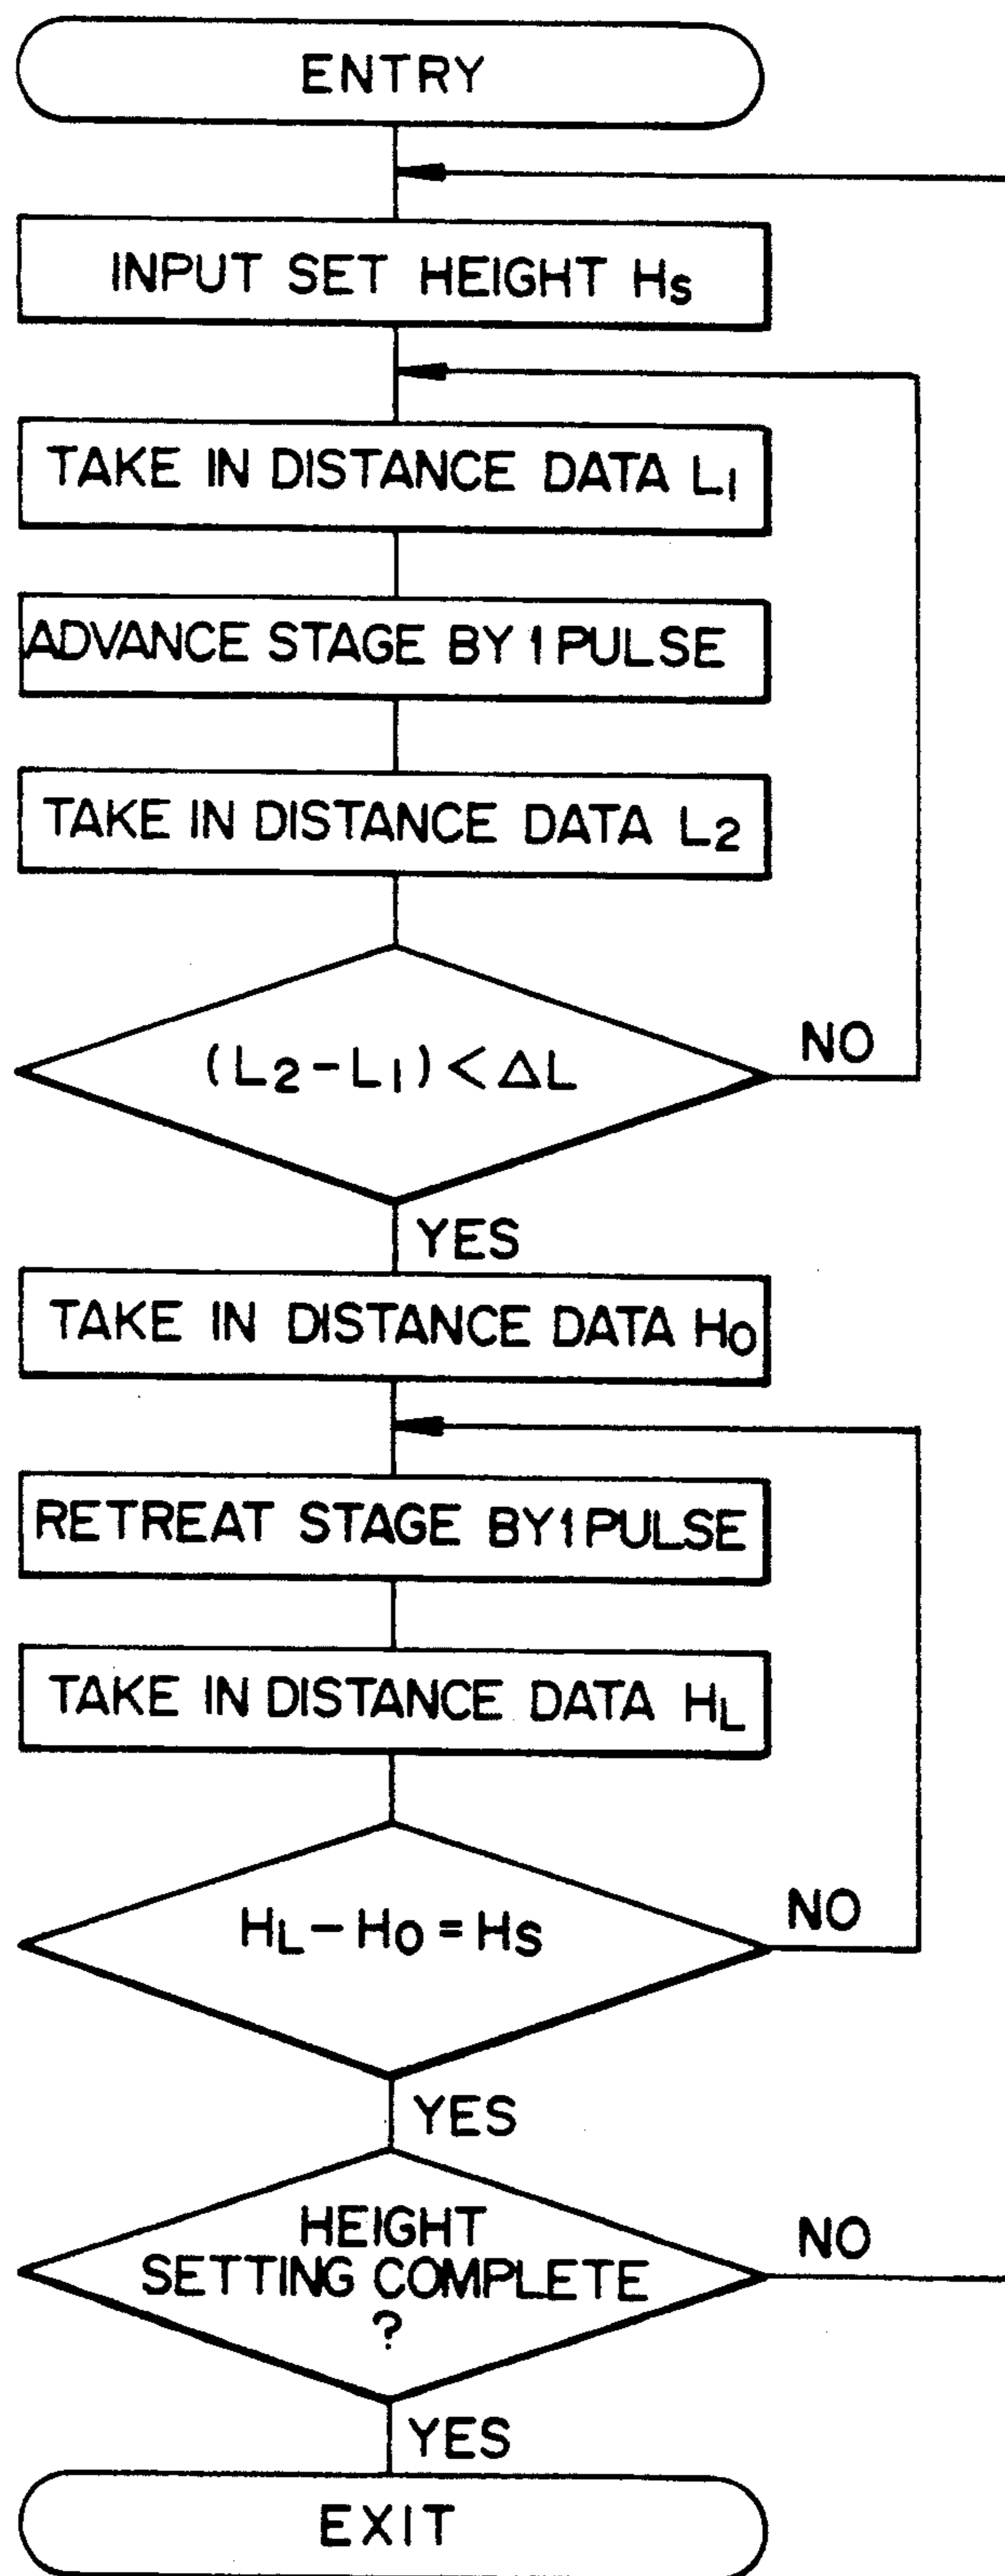 ENTRY
INPUT SET HEIGHT Hs
TAKE IN DISTANCE DATA L1
ADVANCE STAGE BY 1 PULSE
TAKE IN DISTANCE DATA L2
(L2-L1) < ΔL
NO
YES
TAKE IN DISTANCE DATA H0
RETREAT STAGE BY 1 PULSE
TAKE IN DISTANCE DATA HL
HL-H0=HS
NO
YES
HEIGHT
SETTING COMPLETE
?
NO
YES
EXIT